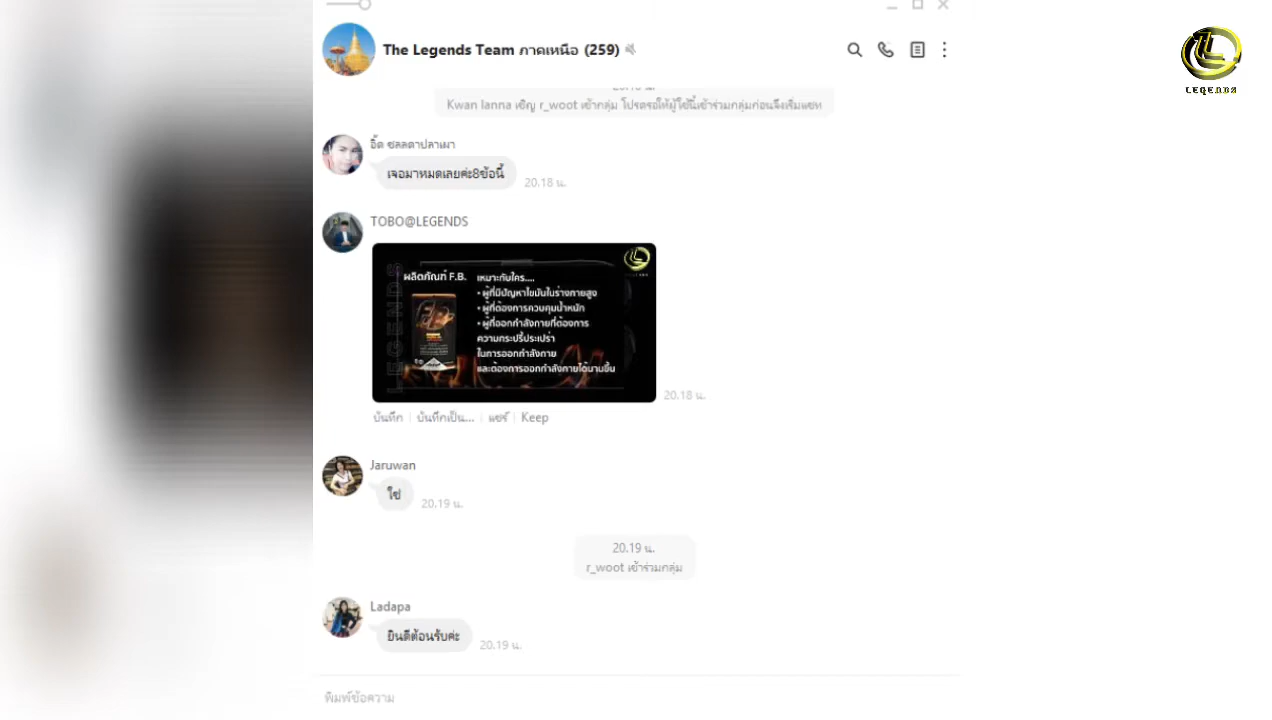 The Legends Team ภาคเหนือ (259)
LEGENDS
Kwan lanna เชิญ r_woot เข้ากลุ่ม โปรดรอให้ผู้ใช้นี้เข้าร่วมกลุ่มก่อนจึงเริ่มแชท
อิ๊ด ชลลดาปลาเผา
เจอมาหมดเลยค่ะ8ข้อนี้
20.18 น.
TOBO@LEGENDS
LEGENDS
ผลิตภัณฑ์ F.B.
เหมาะกับใคร....
• ผู้ที่มีปัญหาไขมันในร่างกายสูง
• ผู้ที่ต้องการควบคุมน้ำหนัก
• ผู้ที่ออกกำลังกายที่ต้องการ
ความกระปรี้กระเปร่า
ในการออกกำลังกาย
และต้องการออกกำลังกายได้นานขึ้น
20.18 น.
บันทึก | บันทึกเป็น... | แชร์ | Keep
Jaruwan
ใช่
20.19 น.
20.19 น.
r_woot เข้าร่วมกลุ่ม
Ladapa
ยินดีต้อนรับค่ะ
20.19 น.
พิมพ์ข้อความ